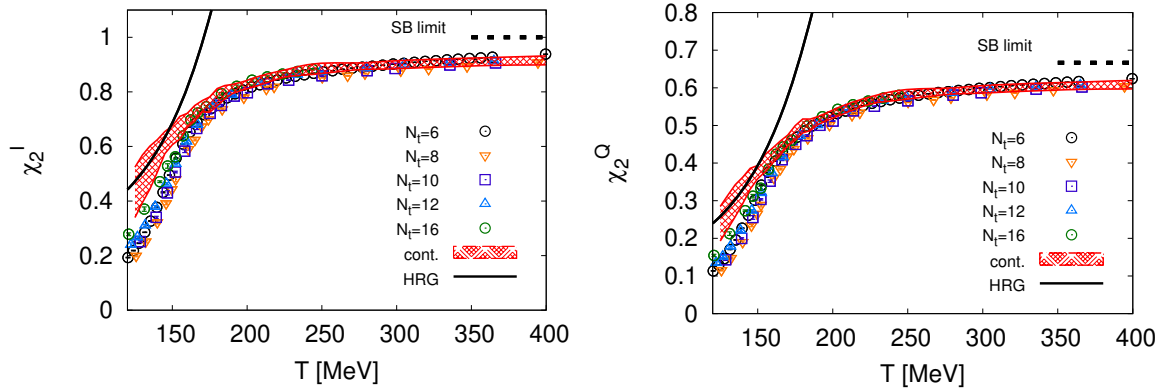 χ₂ᴵ
1
0.8
0.6
0.4
0.2
0
SB limit
Nt=6
Nt=8
Nt=10
Nt=12
Nt=16
cont.
HRG
150 200 250 300 350 400
T [MeV]
χ₂Q
0.8
0.7
0.6
0.5
0.4
0.3
0.2
0.1
0
SB limit
Nt=6
Nt=8
Nt=10
Nt=12
Nt=16
cont.
HRG
150 200 250 300 350 400
T [MeV]